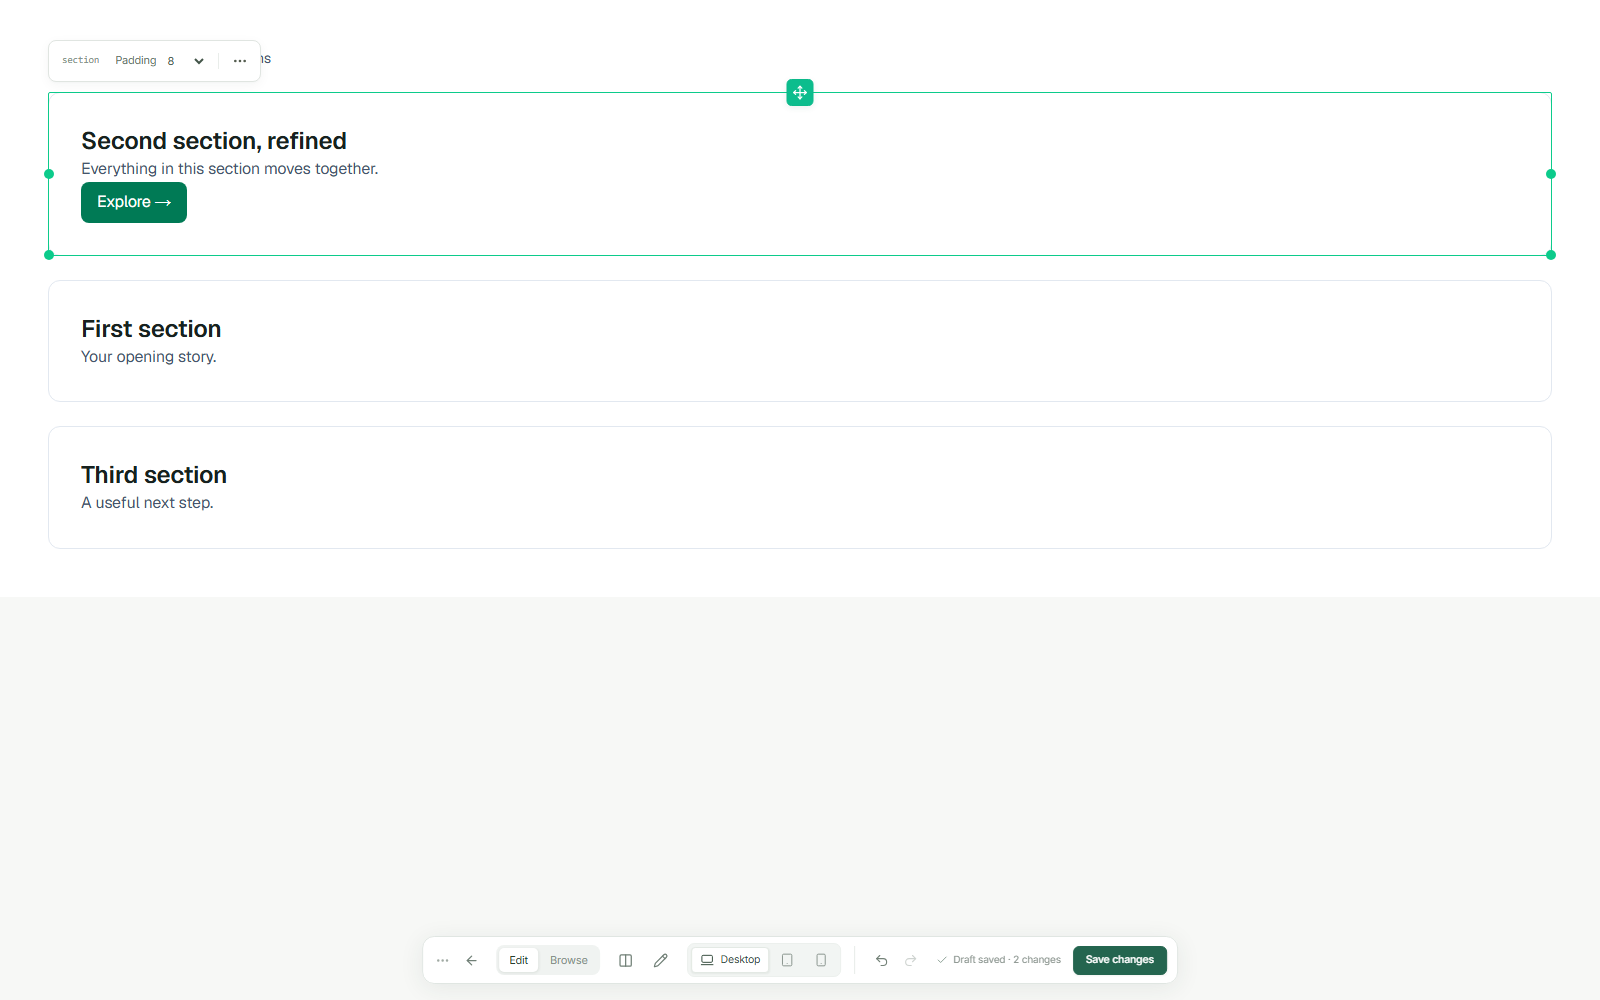 section Padding 8
Second section, refined
Everything in this section moves together.
Explore →
First section
Your opening story.
Third section
A useful next step.
Edit Browse Desktop Draft saved · 2 changes Save changes